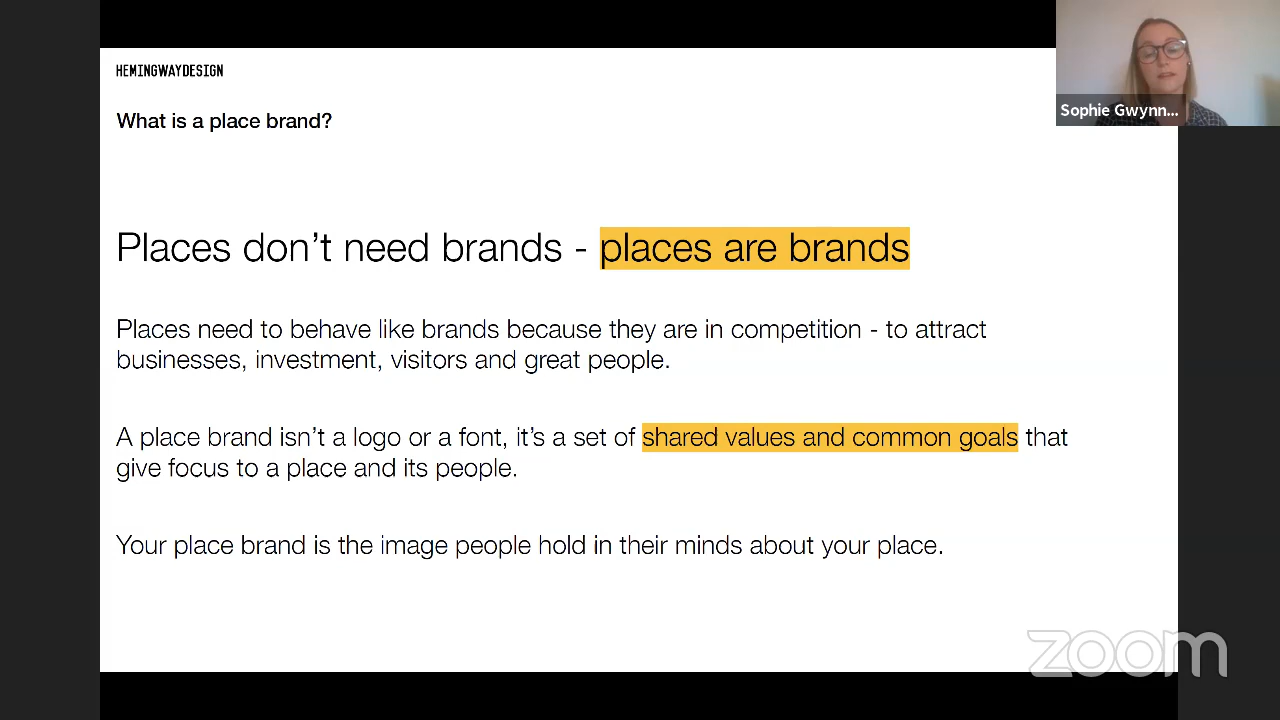 HEMINGWAYDESIGN
What is a place brand?
Sophie Gwynn...
Places don't need brands - places are brands
Places need to behave like brands because they are in competition - to attract
businesses, investment, visitors and great people.
A place brand isn't a logo or a font, it's a set of shared values and common goals that
give focus to a place and its people.
Your place brand is the image people hold in their minds about your place.
zoom